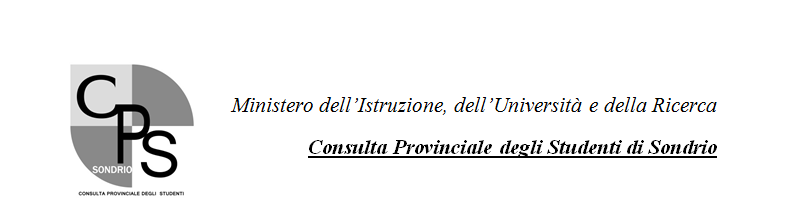 CPS
SONDRIO
CONSULTA PROVINCIALE DEGLI STUDENTI
Ministero dell’Istruzione, dell’Università e della Ricerca
Consulta Provinciale degli Studenti di Sondrio